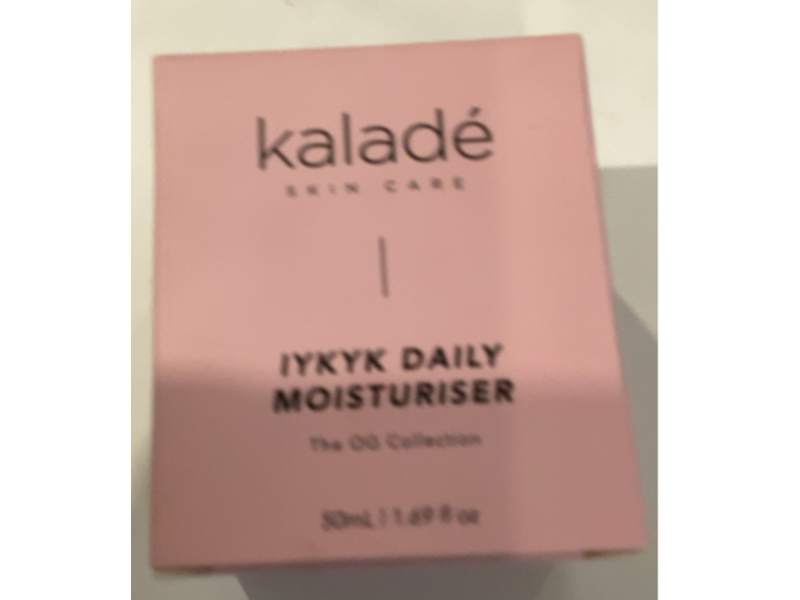 kaladé
SKIN CARE
IYKYK DAILY
MOISTURISER
The OG Collection
50mL | 1.69 fl oz